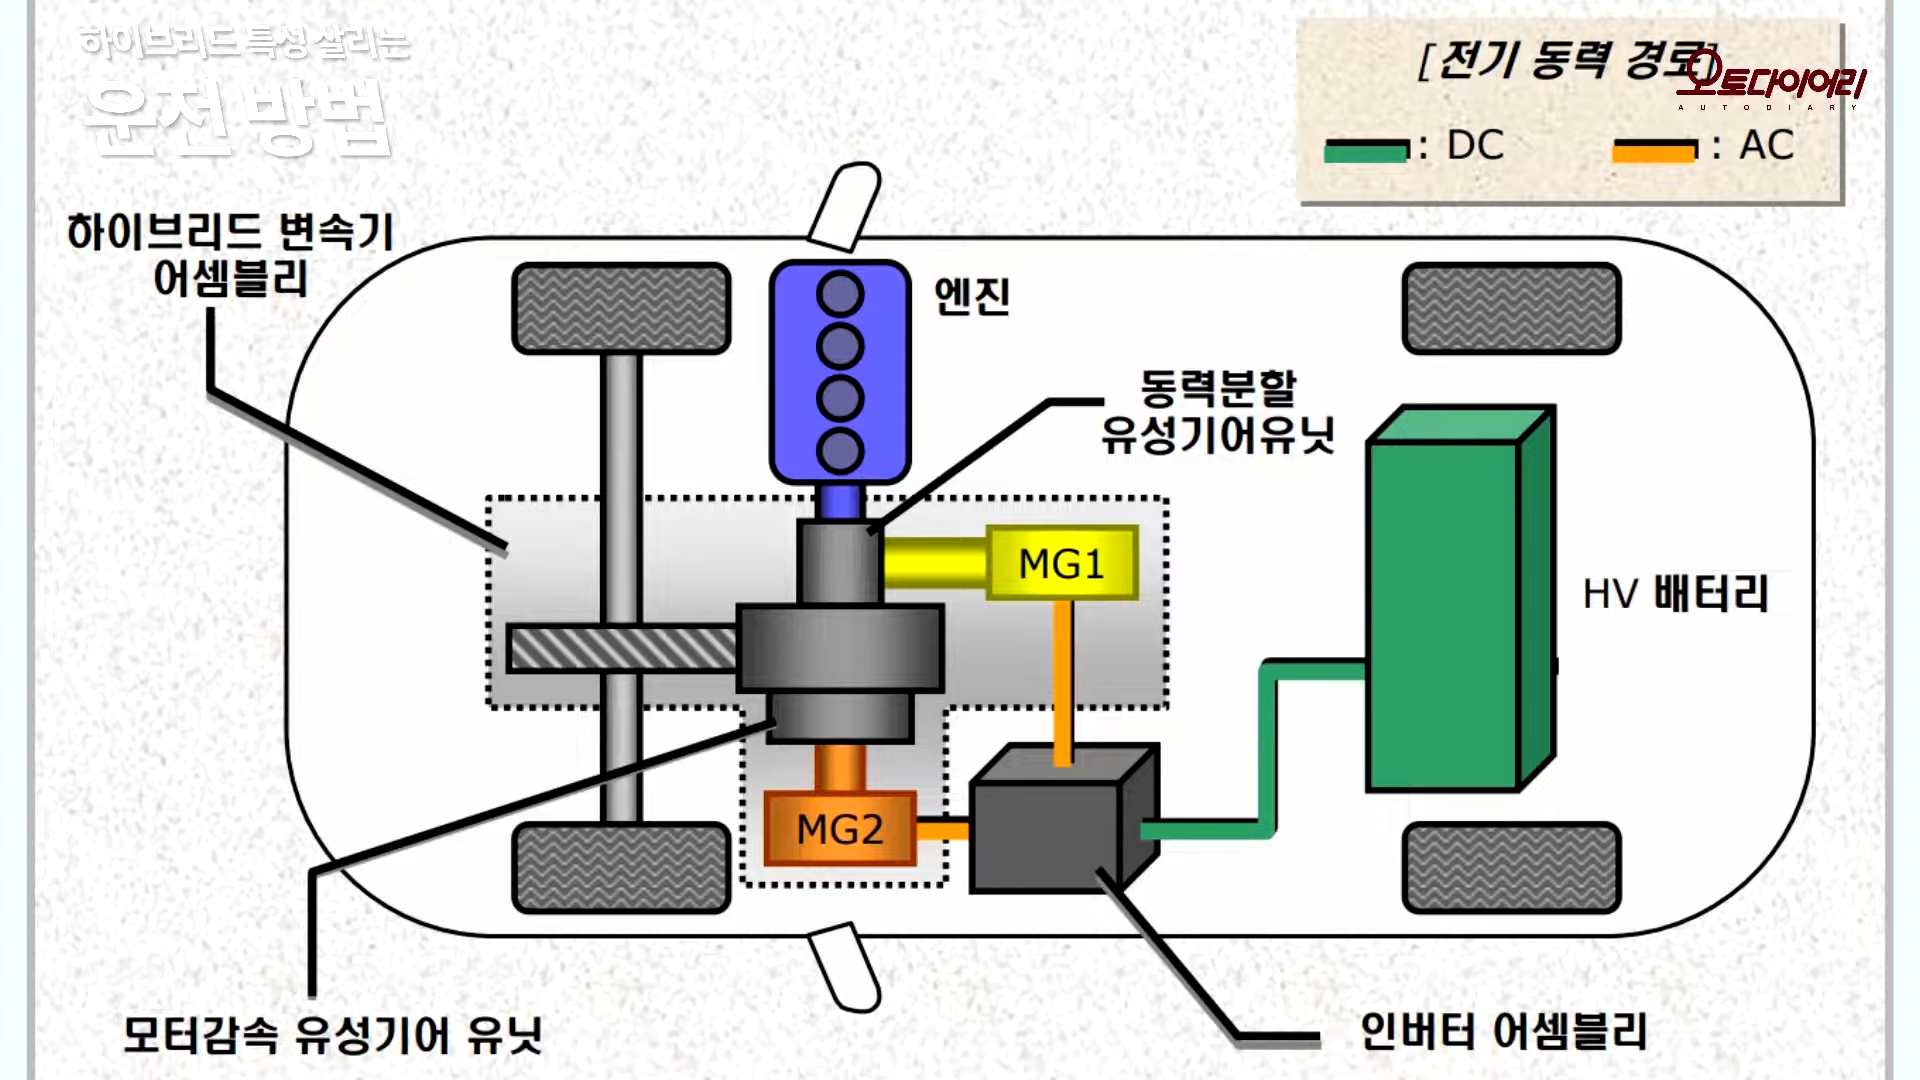 하이브리드 특성 살리는
운전 방법
[전기 동력 경로]
오토다이어리
AUTODIARY
: DC
: AC
하이브리드 변속기
어셈블리
엔진
동력분할
유성기어유닛
MG1
HV 배터리
MG2
모터감속 유성기어 유닛
인버터 어셈블리